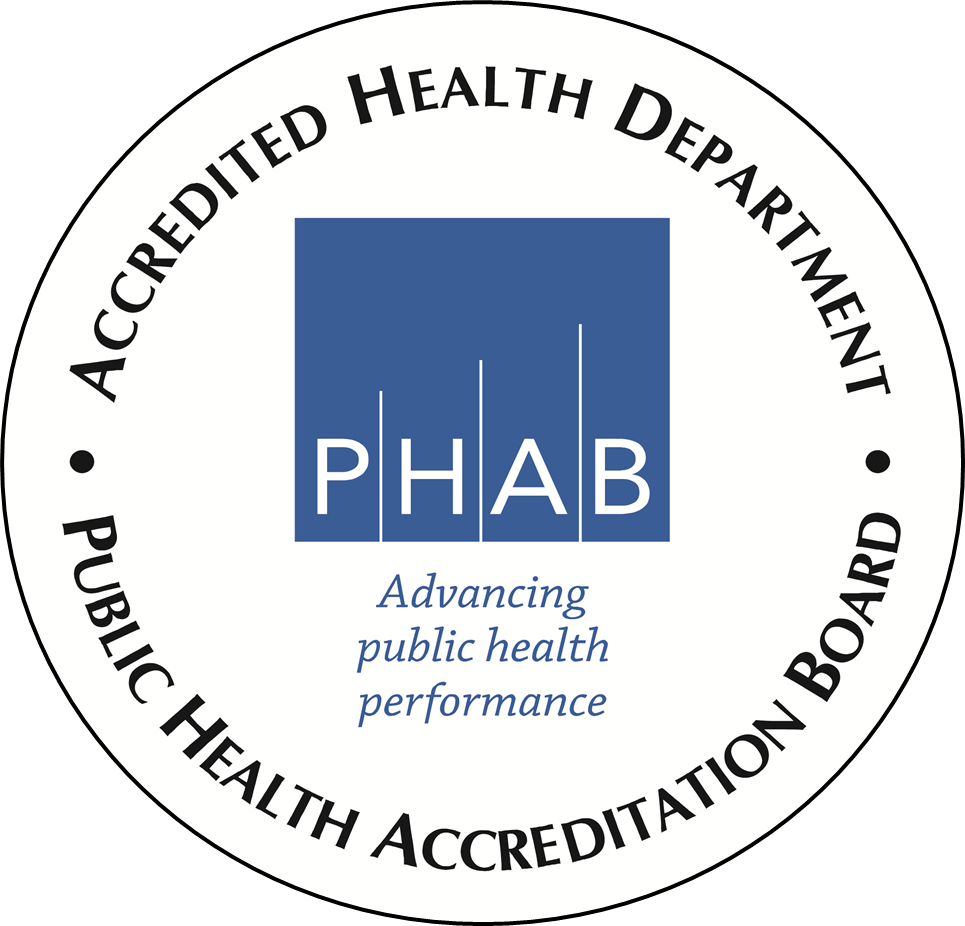 ACCREDITED HEALTH DEPARTMENT
PHAB
Advancing
public health
performance
• PUBLIC HEALTH ACCREDITATION BOARD •